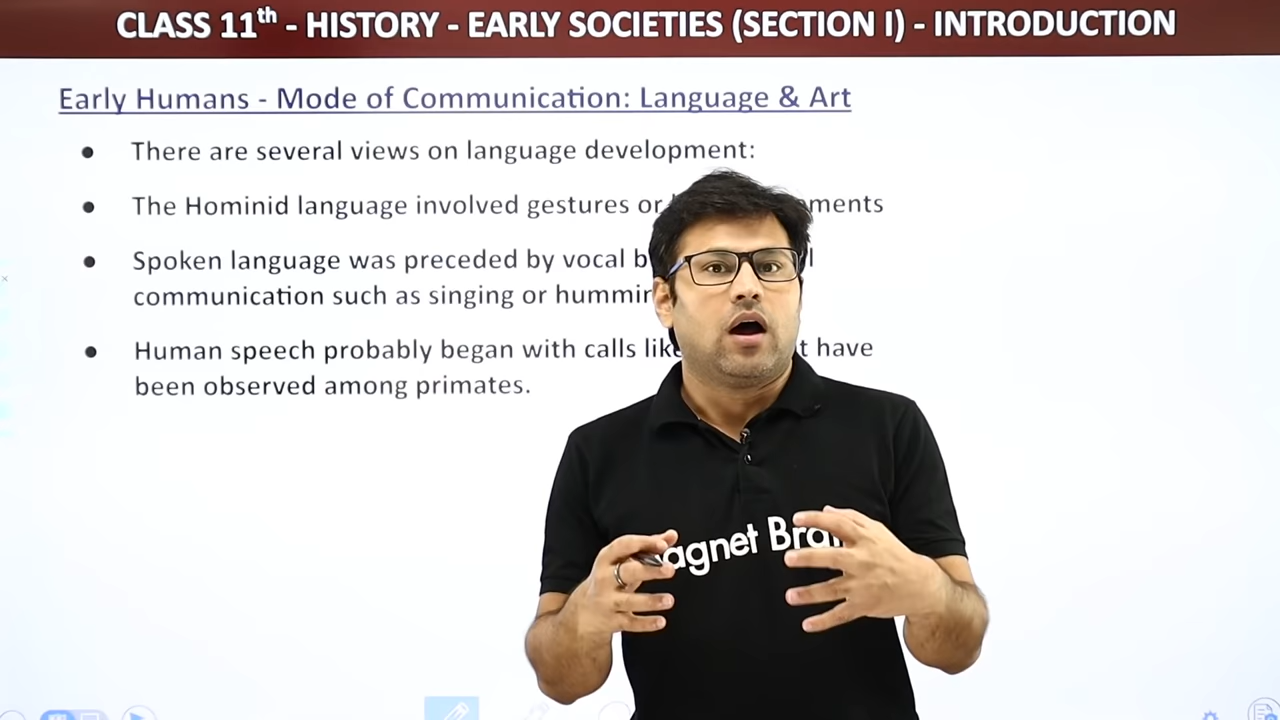 CLASS 11th - HISTORY - EARLY SOCIETIES (SECTION I) - INTRODUCTION
Early Humans - Mode of Communication: Language & Art
● There are several views on language development:
● The Hominid language involved gestures or
● Spoken language was preceded by vocal
communication such as singing or
● Human speech probably began with calls have
been observed among primates.
agnet